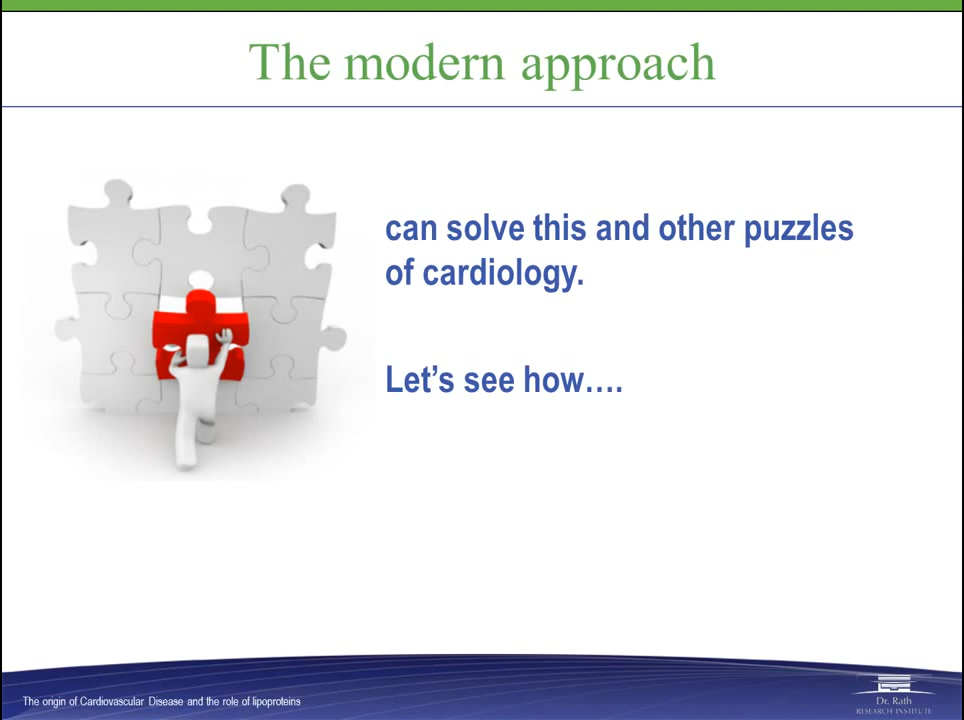 The modern approach
can solve this and other puzzles
of cardiology.
Let’s see how….
The origin of Cardiovascular Disease and the role of lipoproteins
Dr. Rath
RESEARCH INSTITUTE